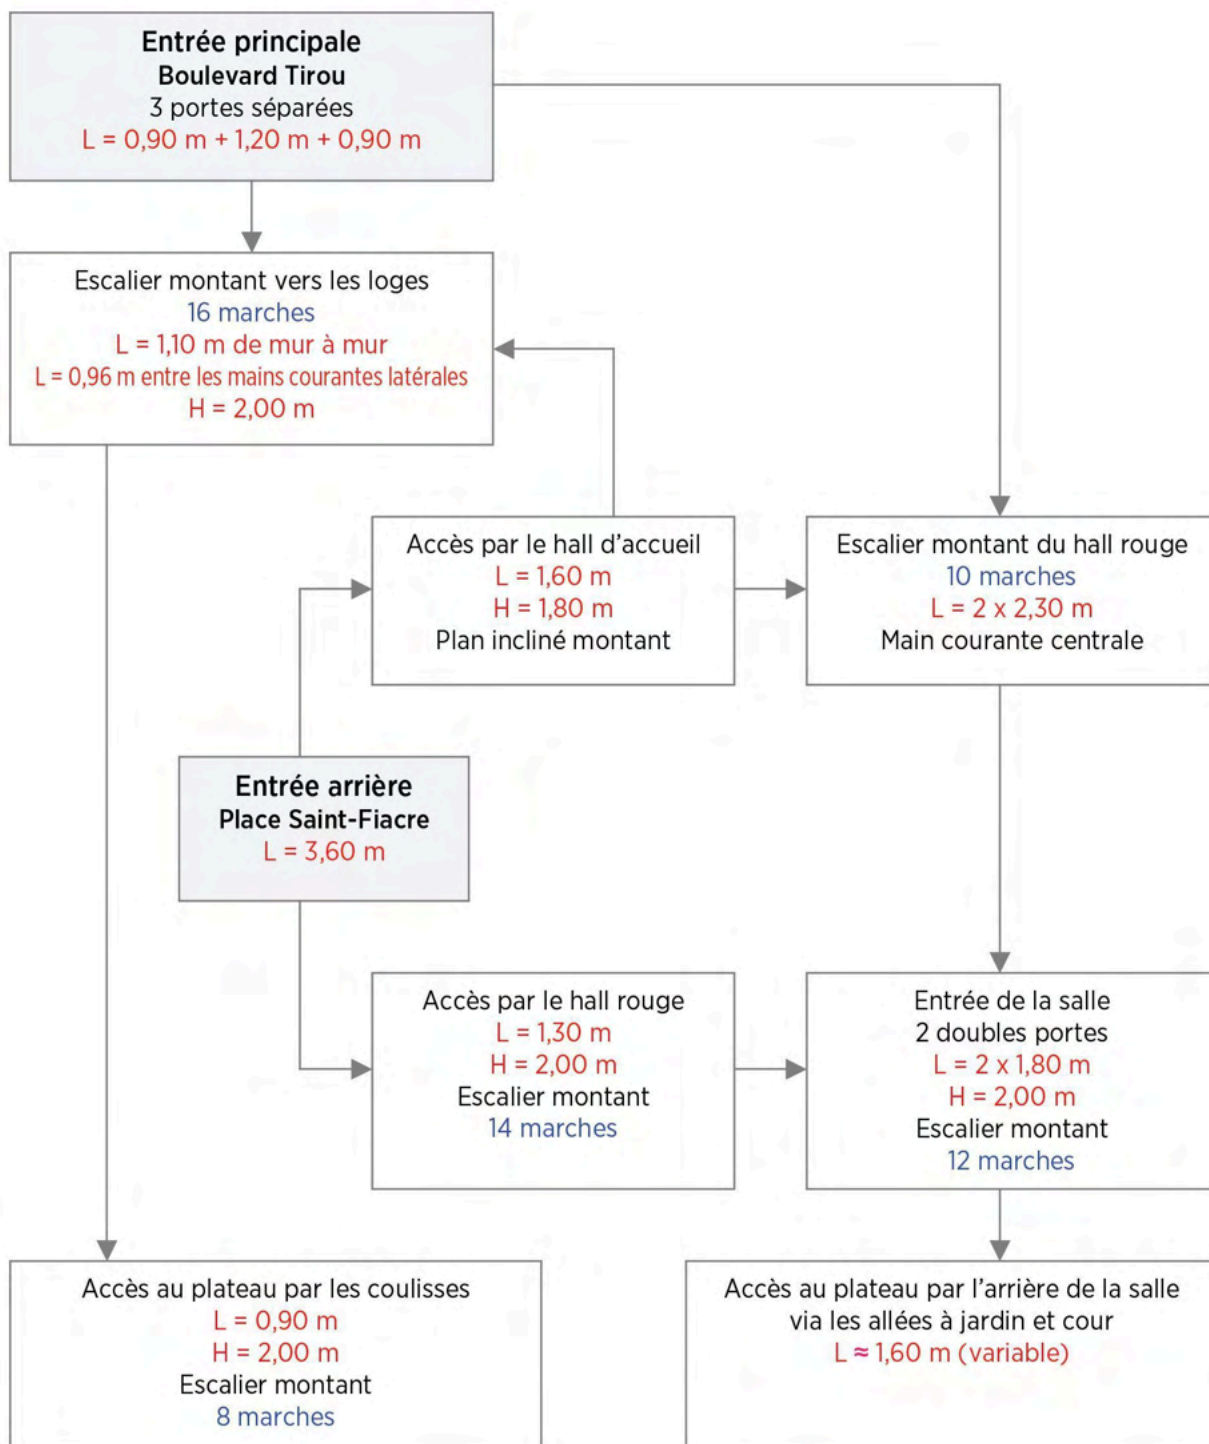 Entrée principale
Boulevard Tirou
3 portes séparées
L = 0,90 m + 1,20 m + 0,90 m
Escalier montant vers les loges
16 marches
L = 1,10 m de mur à mur
L = 0,96 m entre les mains courantes latérales
H = 2,00 m
Accès par le hall d'accueil
L = 1,60 m
H = 1,80 m
Plan incliné montant
Escalier montant du hall rouge
10 marches
L = 2 x 2,30 m
Main courante centrale
Entrée arrière
Place Saint-Fiacre
L = 3,60 m
Accès par le hall rouge
L = 1,30 m
H = 2,00 m
Escalier montant
14 marches
Entrée de la salle
2 doubles portes
L = 2 x 1,80 m
H = 2,00 m
Escalier montant
12 marches
Accès au plateau par les coulisses
L = 0,90 m
H = 2,00 m
Escalier montant
8 marches
Accès au plateau par l'arrière de la salle
via les allées à jardin et cour
L ≈ 1,60 m (variable)